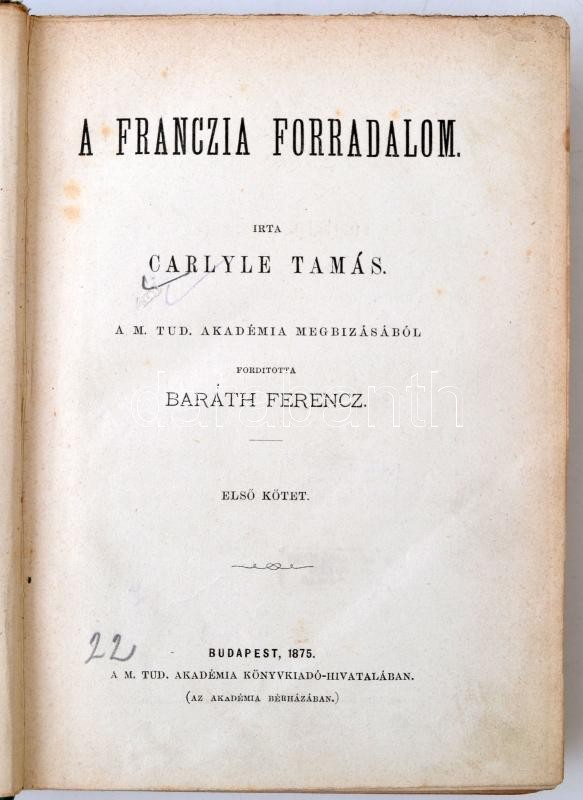 A FRANCZIA FORRADALOM.
IRTA
CARLYLE TAMÁS.
A M. TUD. AKADÉMIA MEGBIZÁSÁBÓL
FORDITOTTA
BARÁTH FERENCZ.
darabanth
ELSŐ KÖTET.
22
BUDAPEST, 1875.
A M. TUD. AKADÉMIA KÖNYVKIADÓ-HIVATALÁBAN.
(AZ AKADÉMIA BÉRHÁZÁBAN.)